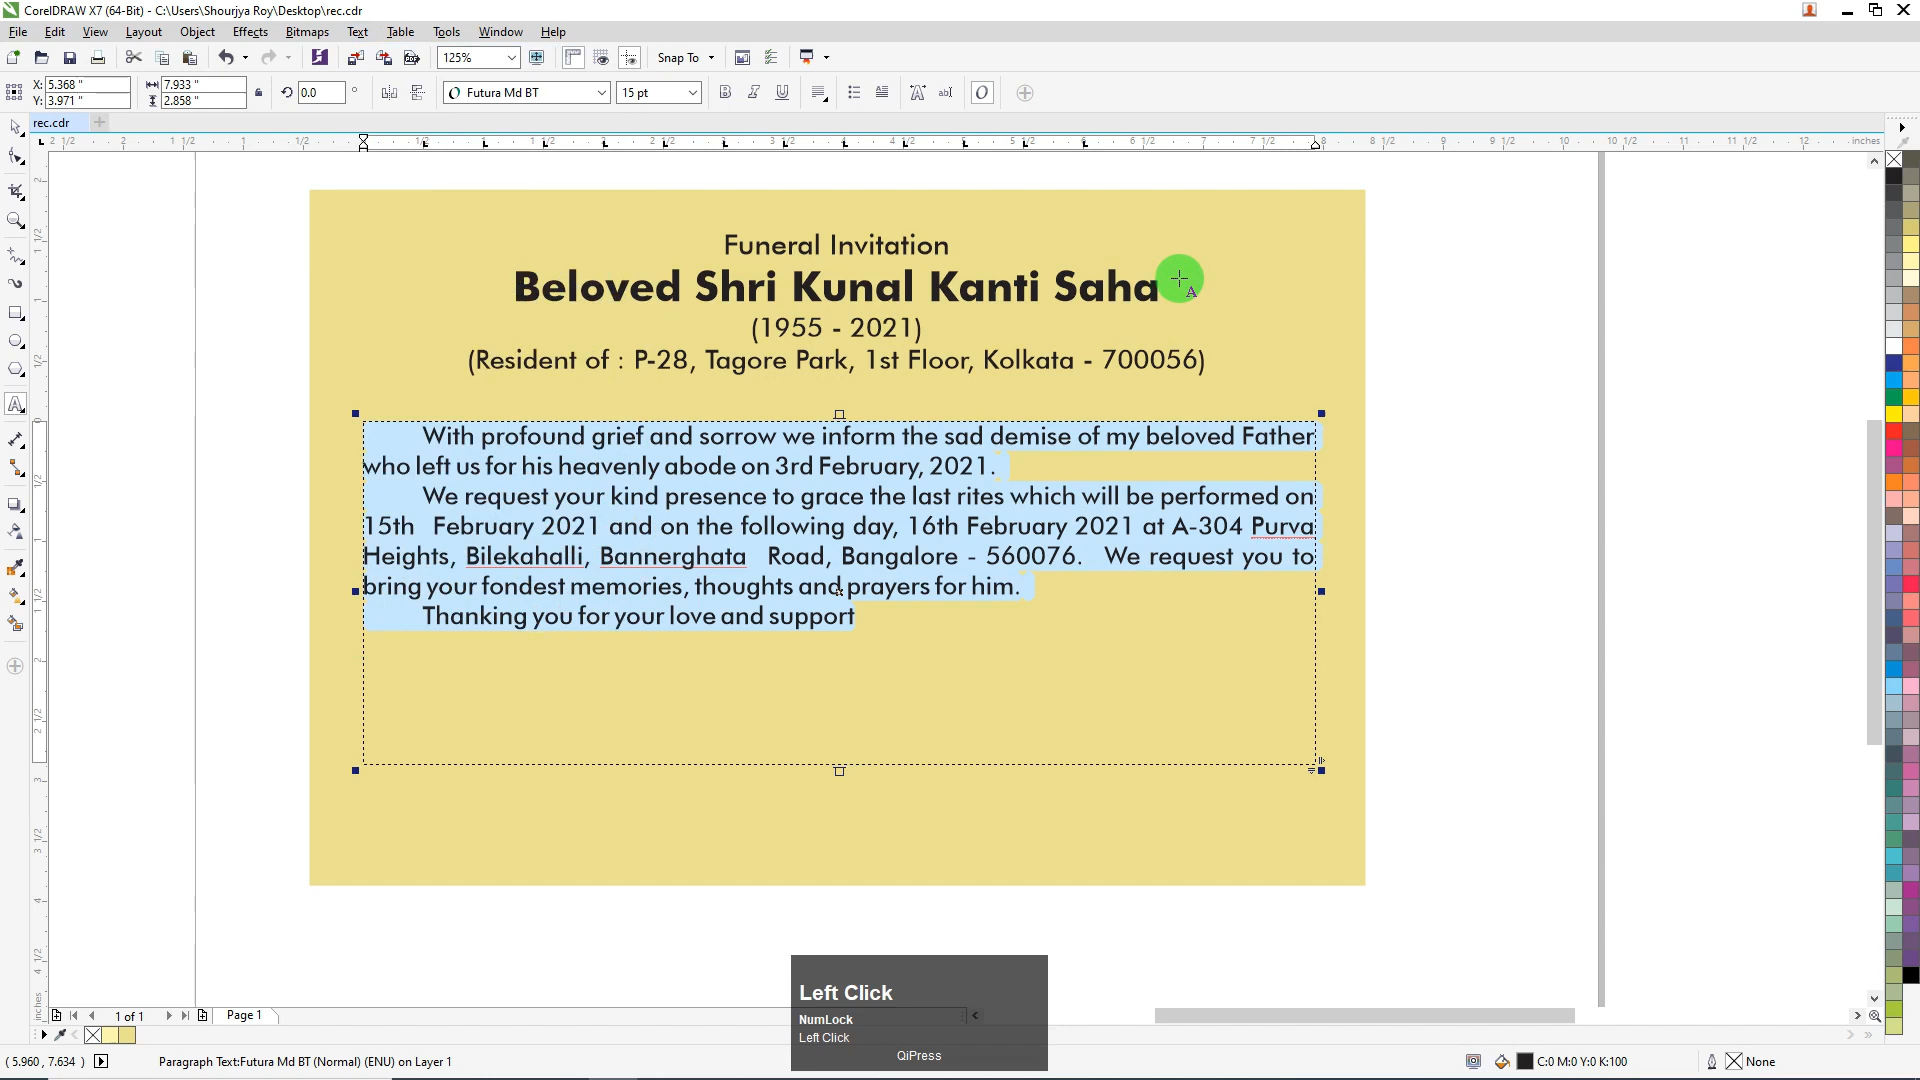 CorelDRAW X7 (64-Bit) - C:\Users\Shourjya Roy\Desktop\rec.cdr
File Edit View Layout Object Effects Bitmaps Text Table Tools Window Help
125% Snap To
X: 5.368 " 7.933 " 0.0 ° Futura Md BT 15 pt
Y: 3.971 " 2.858 "
rec.cdr
inches
Funeral Invitation
Beloved Shri Kunal Kanti Saha
(1955 - 2021)
(Resident of : P-28, Tagore Park, 1st Floor, Kolkata - 700056)
With profound grief and sorrow we inform the sad demise of my beloved Father
who left us for his heavenly abode on 3rd February, 2021.
We request your kind presence to grace the last rites which will be performed on
15th February 2021 and on the following day, 16th February 2021 at A-304 Purva
Heights, Bilekahalli, Bannerghata Road, Bangalore - 560076. We request you to
bring your fondest memories, thoughts and prayers for him.
Thanking you for your love and support
Left Click
NumLock
Left Click
QiPress
1 of 1 Page 1
( 5.960 , 7.634 ) Paragraph Text:Futura Md BT (Normal) (ENU) on Layer 1 C:0 M:0 Y:0 K:100 None